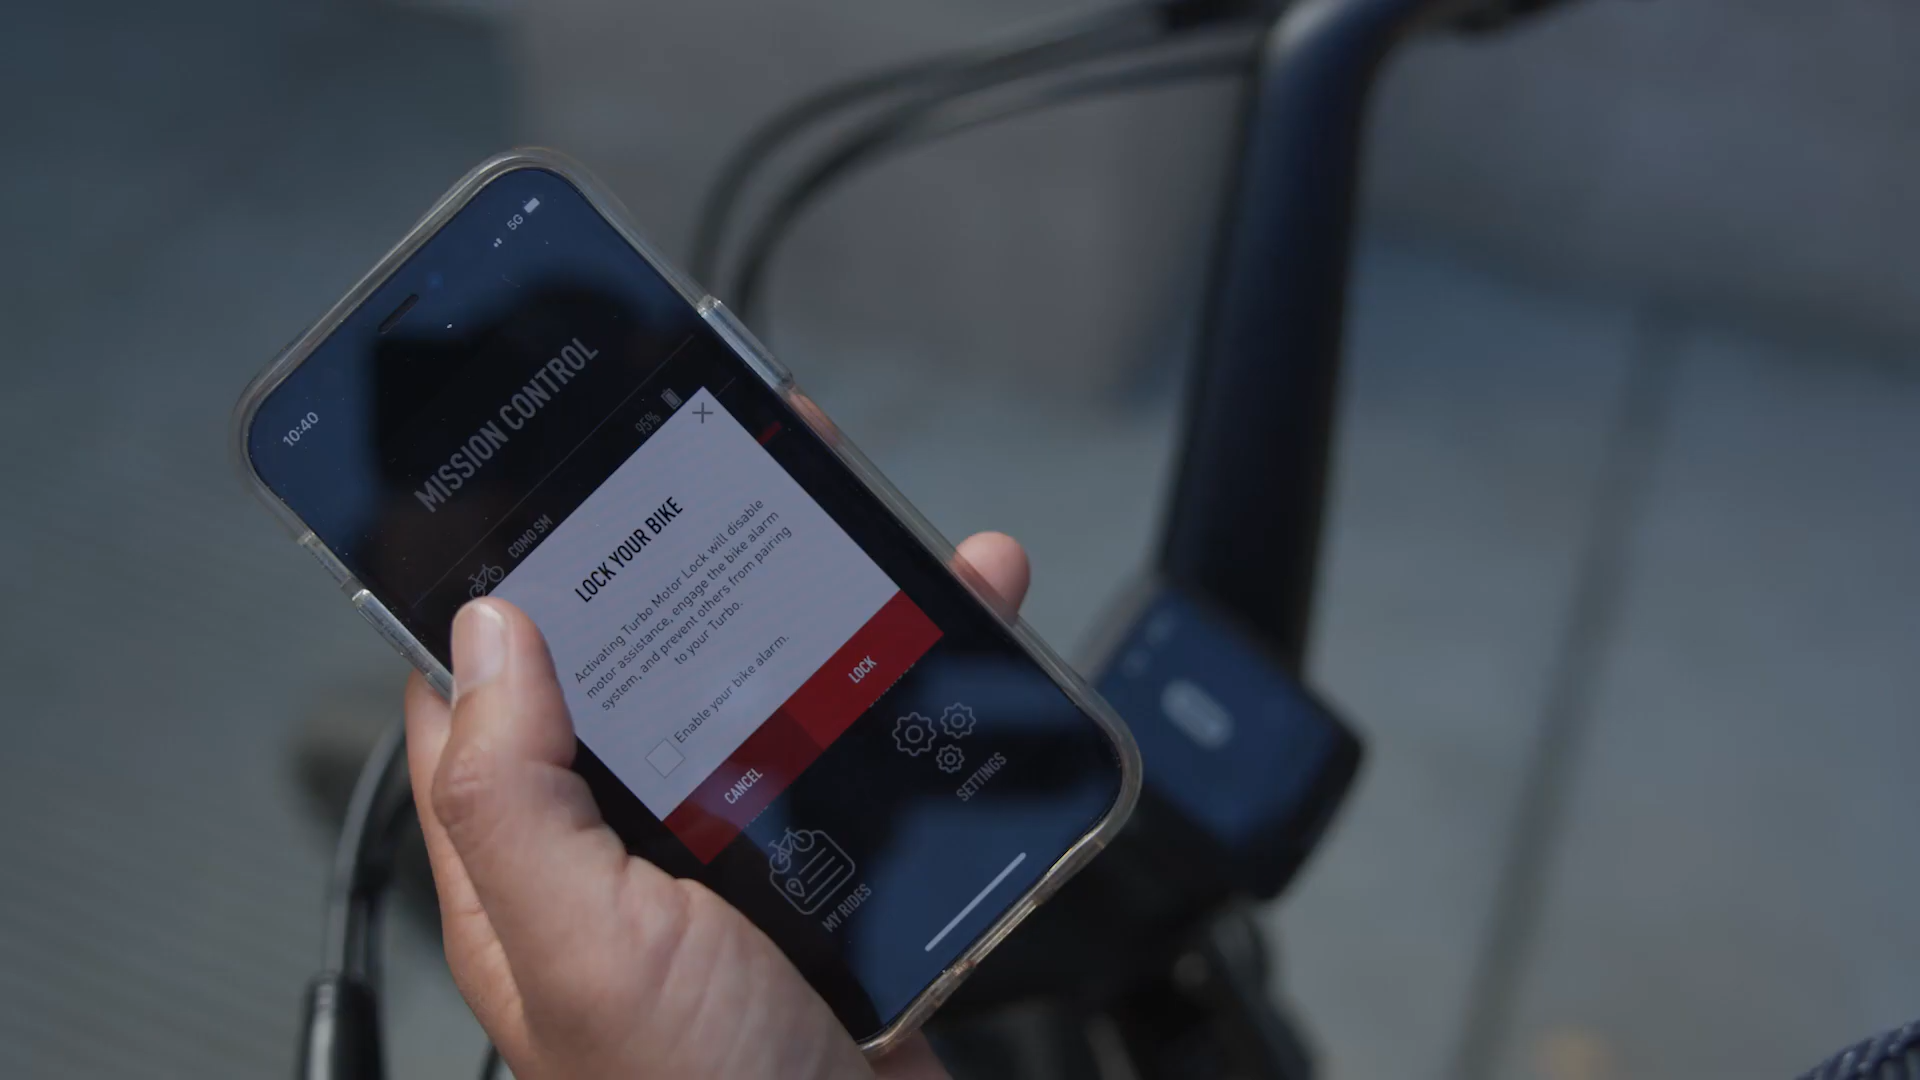 10:40
5G
MISSION CONTROL
COMO SM
95%
LOCK YOUR BIKE
Activating Turbo Motor Lock will disable
motor assistance, engage the bike alarm
system, and prevent others from pairing
to your Turbo.
Enable your bike alarm.
CANCEL
LOCK
MY RIDES
SETTINGS